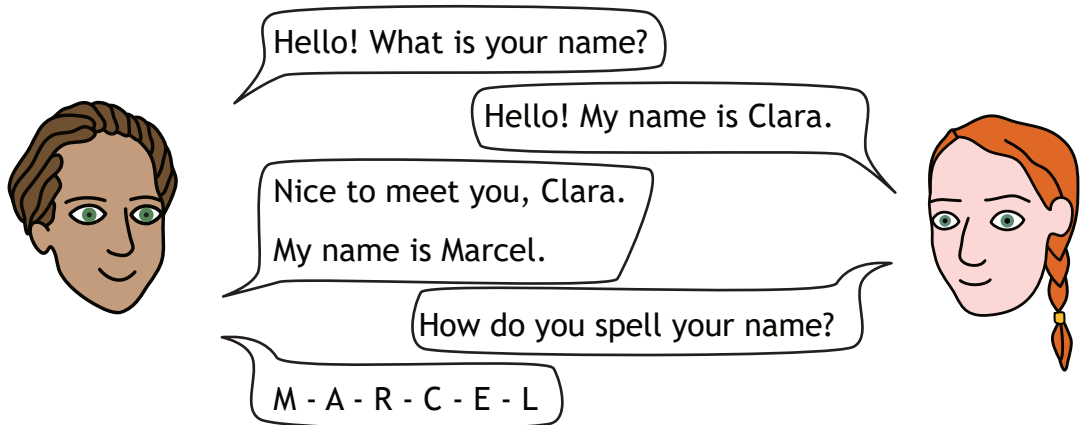 Hello! What is your name?
Hello! My name is Clara.
Nice to meet you, Clara.
My name is Marcel.
How do you spell your name?
M - A - R - C - E - L